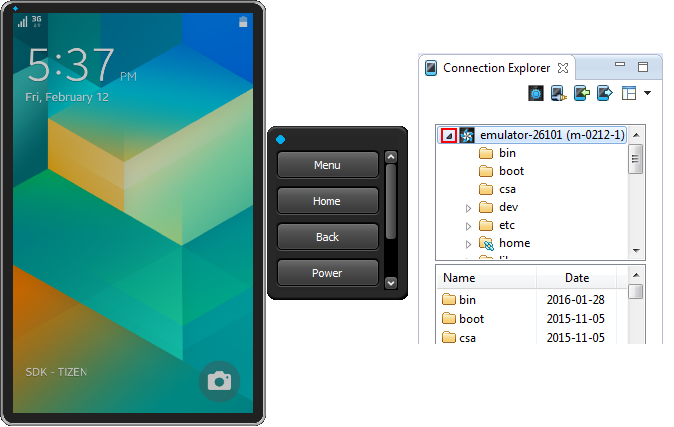 3G
5:37 PM
Fri, February 12
SDK - TIZEN
Menu
Home
Back
Power
Connection Explorer
emulator-26101 (m-0212-1)
bin
boot
csa
dev
etc
home
Name Date
bin 2016-01-28
boot 2015-11-05
csa 2015-11-05